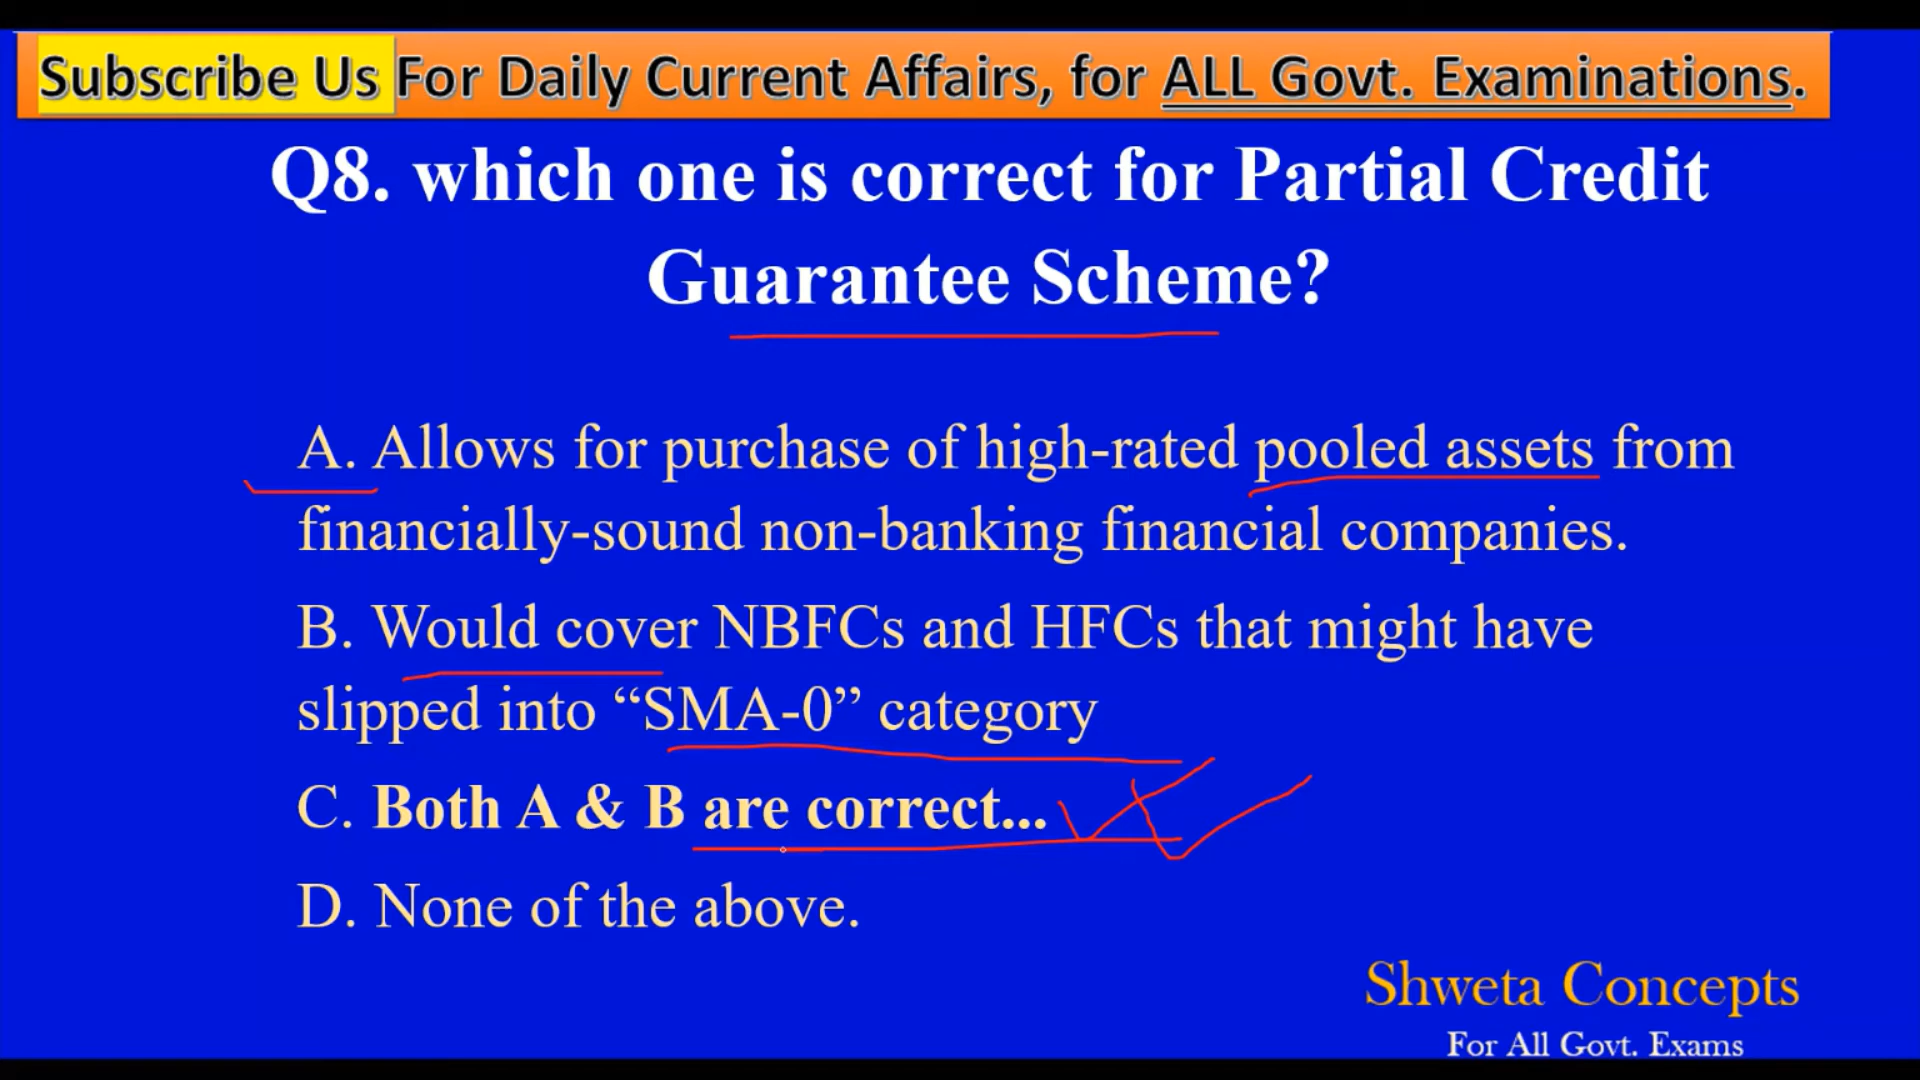 Subscribe Us For Daily Current Affairs, for ALL Govt. Examinations.
Q8. which one is correct for Partial Credit
Guarantee Scheme?
A. Allows for purchase of high-rated pooled assets from
financially-sound non-banking financial companies.
B. Would cover NBFCs and HFCs that might have
slipped into “SMA-0” category
C. Both A & B are correct...
D. None of the above.
Shweta Concepts
For All Govt. Exams